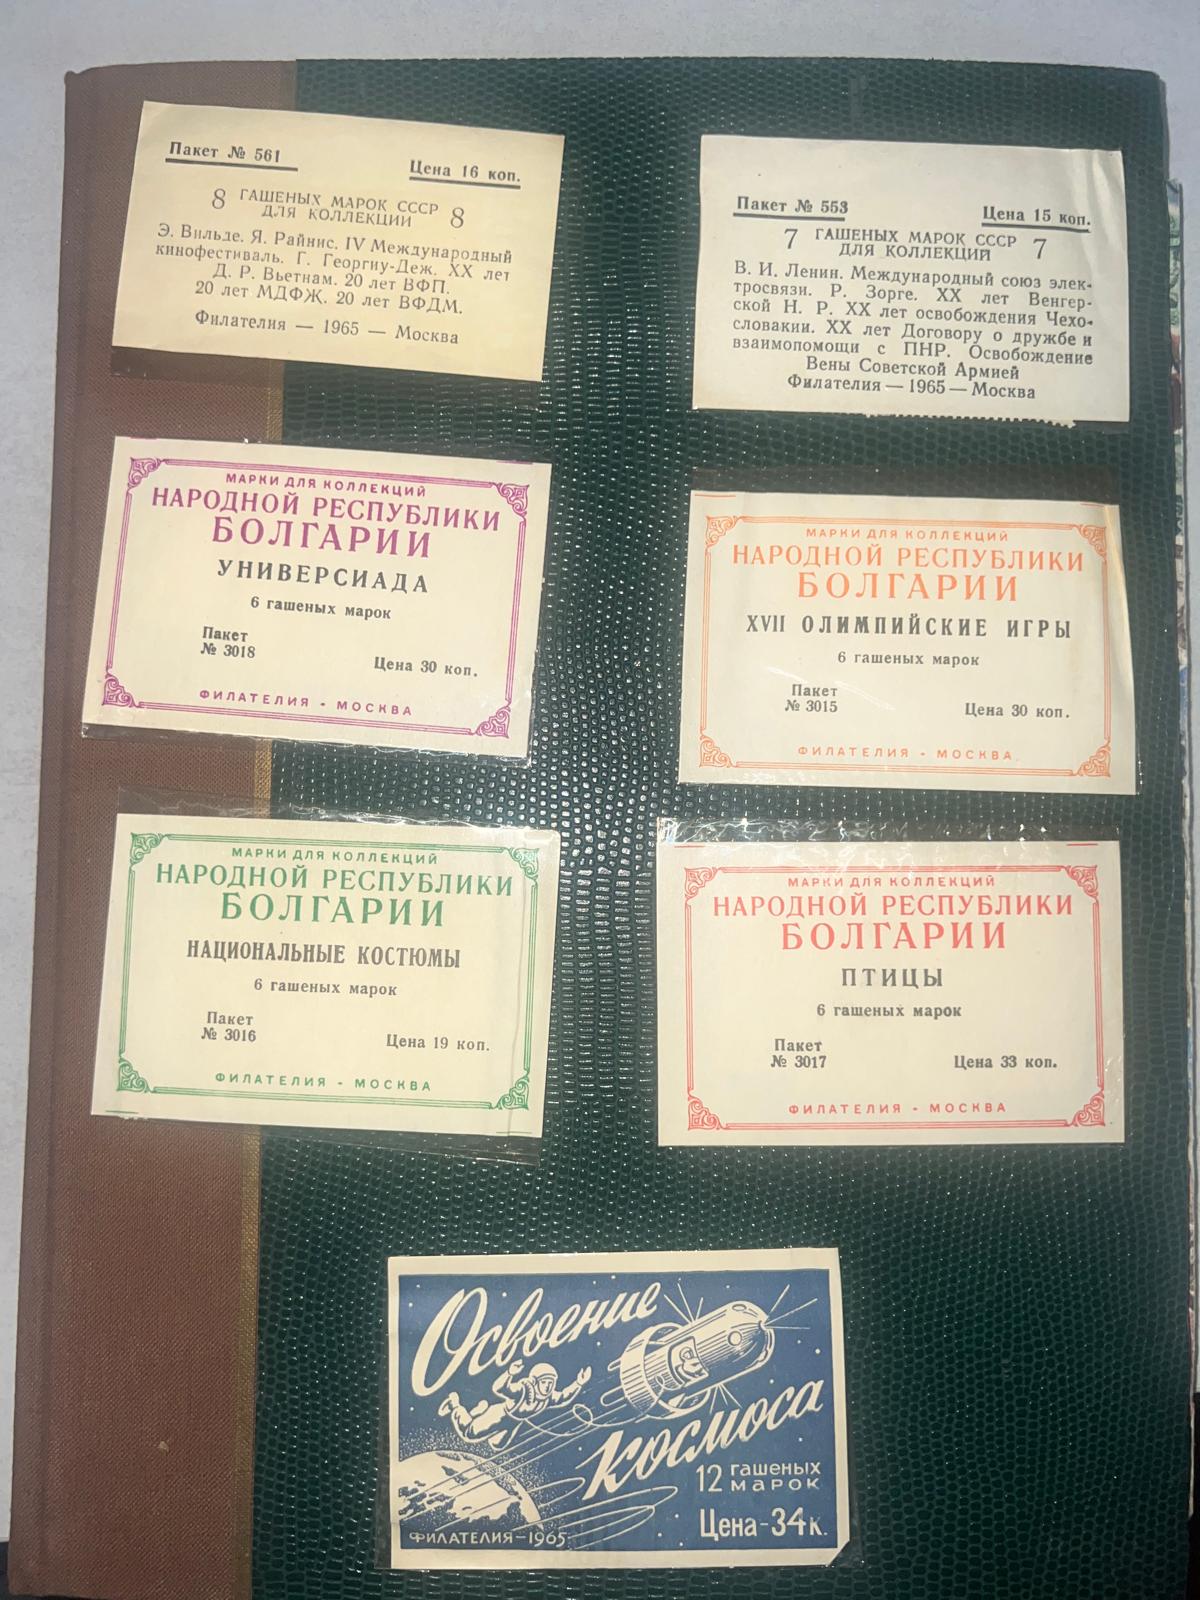 Пакет № 561
Цена 16 коп.
8 ГАШЕНЫХ МАРОК СССР 8
ДЛЯ КОЛЛЕКЦИИ
Э. Вильде. Я. Райнис. IV Международный
кинофестиваль. Г. Георгиу-Деж. XX лет
Д. Р. Вьетнам. 20 лет ВФП.
20 лет МДФЖ. 20 лет ВФДМ.
Филателия — 1965 — Москва
Пакет № 553
Цена 15 коп.
7 ГАШЕНЫХ МАРОК СССР 7
ДЛЯ КОЛЛЕКЦИЙ
В. И. Ленин. Международный союз элек-
тросвязи. Р. Зорге. XX лет Венгер-
ской Н. Р. XX лет освобождения Чехо-
словакии. XX лет Договору о дружбе и
взаимопомощи с ПНР. Освобождение
Вены Советской Армией
Филателия — 1965 — Москва
МАРКИ ДЛЯ КОЛЛЕКЦИЙ
НАРОДНОЙ РЕСПУБЛИКИ
БОЛГАРИИ
УНИВЕРСИАДА
6 гашеных марок
Пакет
№ 3018
Цена 30 коп.
ФИЛАТЕЛИЯ - МОСКВА
МАРКИ ДЛЯ КОЛЛЕКЦИЙ
НАРОДНОЙ РЕСПУБЛИКИ
БОЛГАРИИ
XVII ОЛИМПИЙСКИЕ ИГРЫ
6 гашеных марок
Пакет
№ 3015
Цена 30 коп.
ФИЛАТЕЛИЯ - МОСКВА
МАРКИ ДЛЯ КОЛЛЕКЦИЙ
НАРОДНОЙ РЕСПУБЛИКИ
БОЛГАРИИ
НАЦИОНАЛЬНЫЕ КОСТЮМЫ
6 гашеных марок
Пакет
№ 3016
Цена 19 коп.
ФИЛАТЕЛИЯ - МОСКВА
МАРКИ ДЛЯ КОЛЛЕКЦИЙ
НАРОДНОЙ РЕСПУБЛИКИ
БОЛГАРИИ
ПТИЦЫ
6 гашеных марок
Пакет
№ 3017
Цена 33 коп.
ФИЛАТЕЛИЯ - МОСКВА
Освоение
космоса
12 гашеных
марок
Цена-34к.
ФИЛАТЕЛИЯ-1965